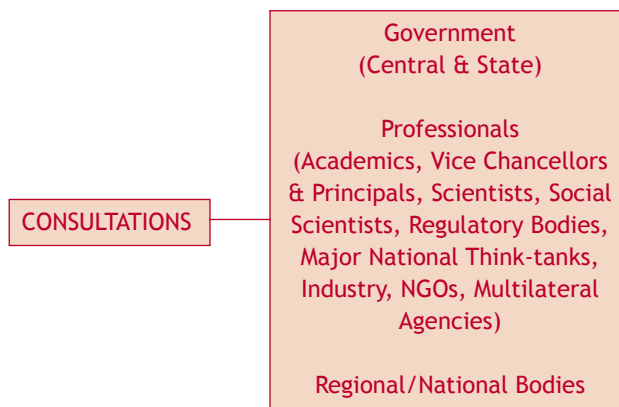 Government
(Central & State)
Professionals
(Academics, Vice Chancellors
& Principals, Scientists, Social
Scientists, Regulatory Bodies,
Major National Think-tanks,
Industry, NGOs, Multilateral
Agencies)
Regional/National Bodies
CONSULTATIONS